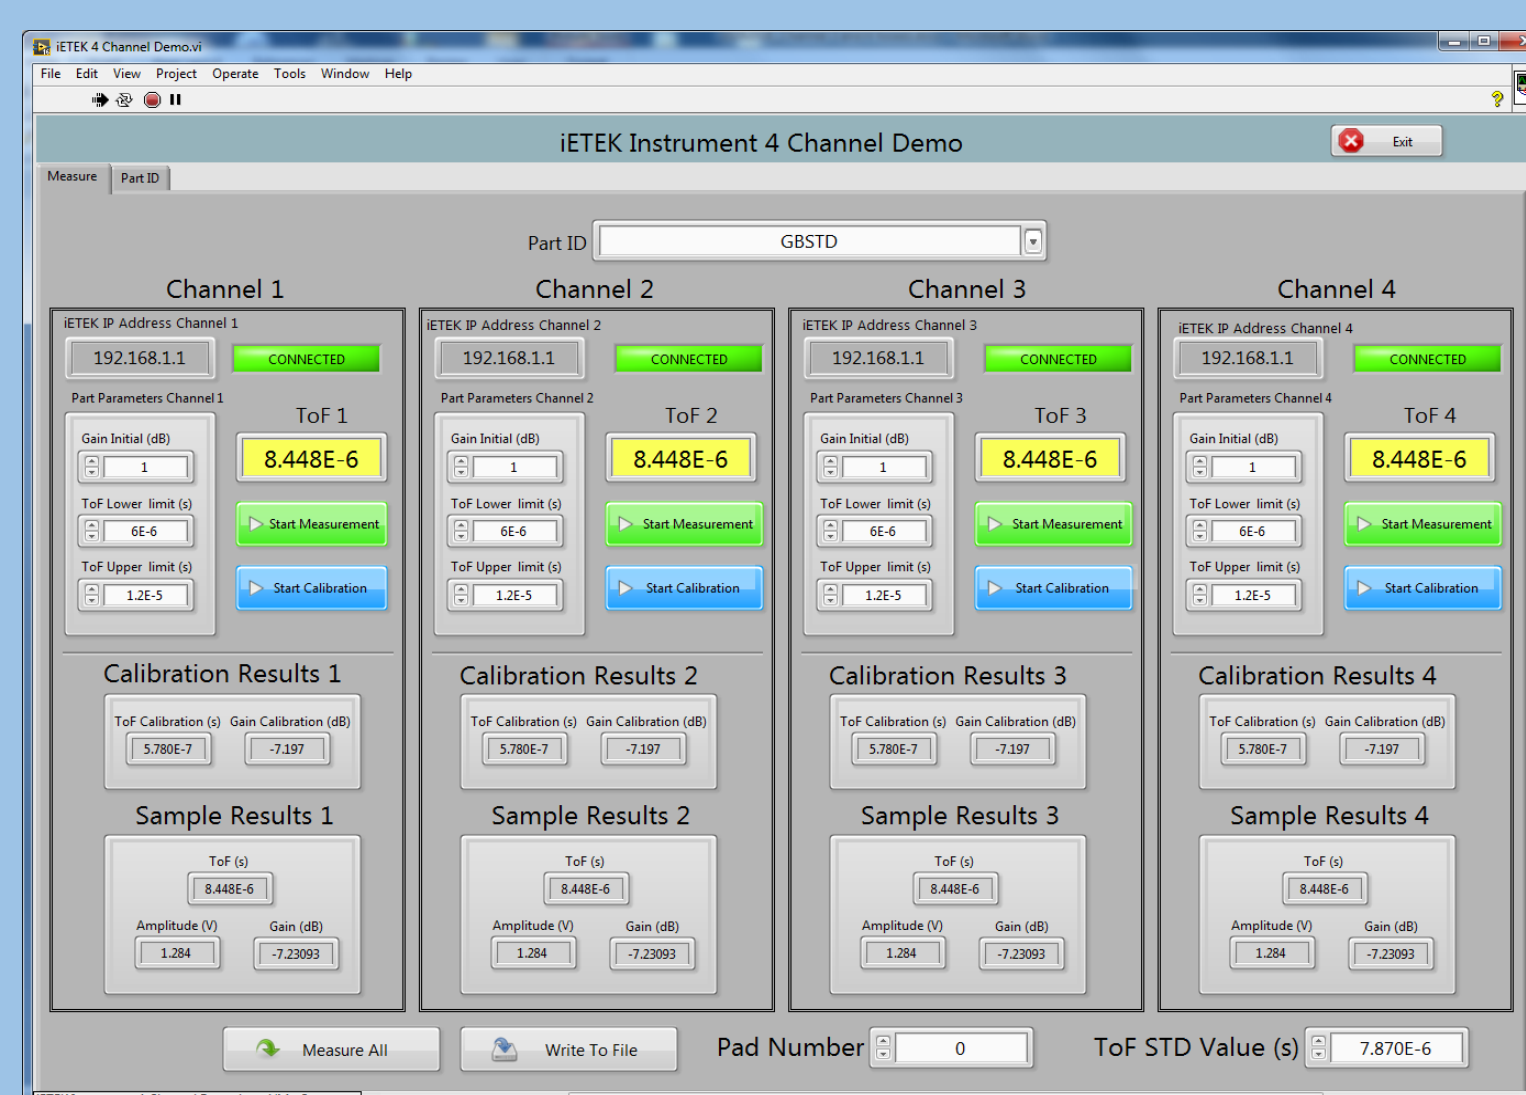 iETEK 4 Channel Demo.vi
File Edit View Project Operate Tools Window Help
iETEK Instrument 4 Channel Demo
Exit
Measure Part ID
Part ID GBSTD
Channel 1
iETEK IP Address Channel 1
192.168.1.1 CONNECTED
Part Parameters Channel 1
ToF 1
Gain Initial (dB)
1
8.448E-6
ToF Lower limit (s)
6E-6
Start Measurement
ToF Upper limit (s)
1.2E-5
Start Calibration
Calibration Results 1
ToF Calibration (s) Gain Calibration (dB)
5.780E-7 -7.197
Sample Results 1
ToF (s)
8.448E-6
Amplitude (V) Gain (dB)
1.284 -7.23093
Channel 2
iETEK IP Address Channel 2
192.168.1.1 CONNECTED
Part Parameters Channel 2
ToF 2
Gain Initial (dB)
1
8.448E-6
ToF Lower limit (s)
6E-6
Start Measurement
ToF Upper limit (s)
1.2E-5
Start Calibration
Calibration Results 2
ToF Calibration (s) Gain Calibration (dB)
5.780E-7 -7.197
Sample Results 2
ToF (s)
8.448E-6
Amplitude (V) Gain (dB)
1.284 -7.23093
Channel 3
iETEK IP Address Channel 3
192.168.1.1 CONNECTED
Part Parameters Channel 3
ToF 3
Gain Initial (dB)
1
8.448E-6
ToF Lower limit (s)
6E-6
Start Measurement
ToF Upper limit (s)
1.2E-5
Start Calibration
Calibration Results 3
ToF Calibration (s) Gain Calibration (dB)
5.780E-7 -7.197
Sample Results 3
ToF (s)
8.448E-6
Amplitude (V) Gain (dB)
1.284 -7.23093
Channel 4
iETEK IP Address Channel 4
192.168.1.1 CONNECTED
Part Parameters Channel 4
ToF 4
Gain Initial (dB)
1
8.448E-6
ToF Lower limit (s)
6E-6
Start Measurement
ToF Upper limit (s)
1.2E-5
Start Calibration
Calibration Results 4
ToF Calibration (s) Gain Calibration (dB)
5.780E-7 -7.197
Sample Results 4
ToF (s)
8.448E-6
Amplitude (V) Gain (dB)
1.284 -7.23093
Measure All Write To File Pad Number 0 ToF STD Value (s) 7.870E-6